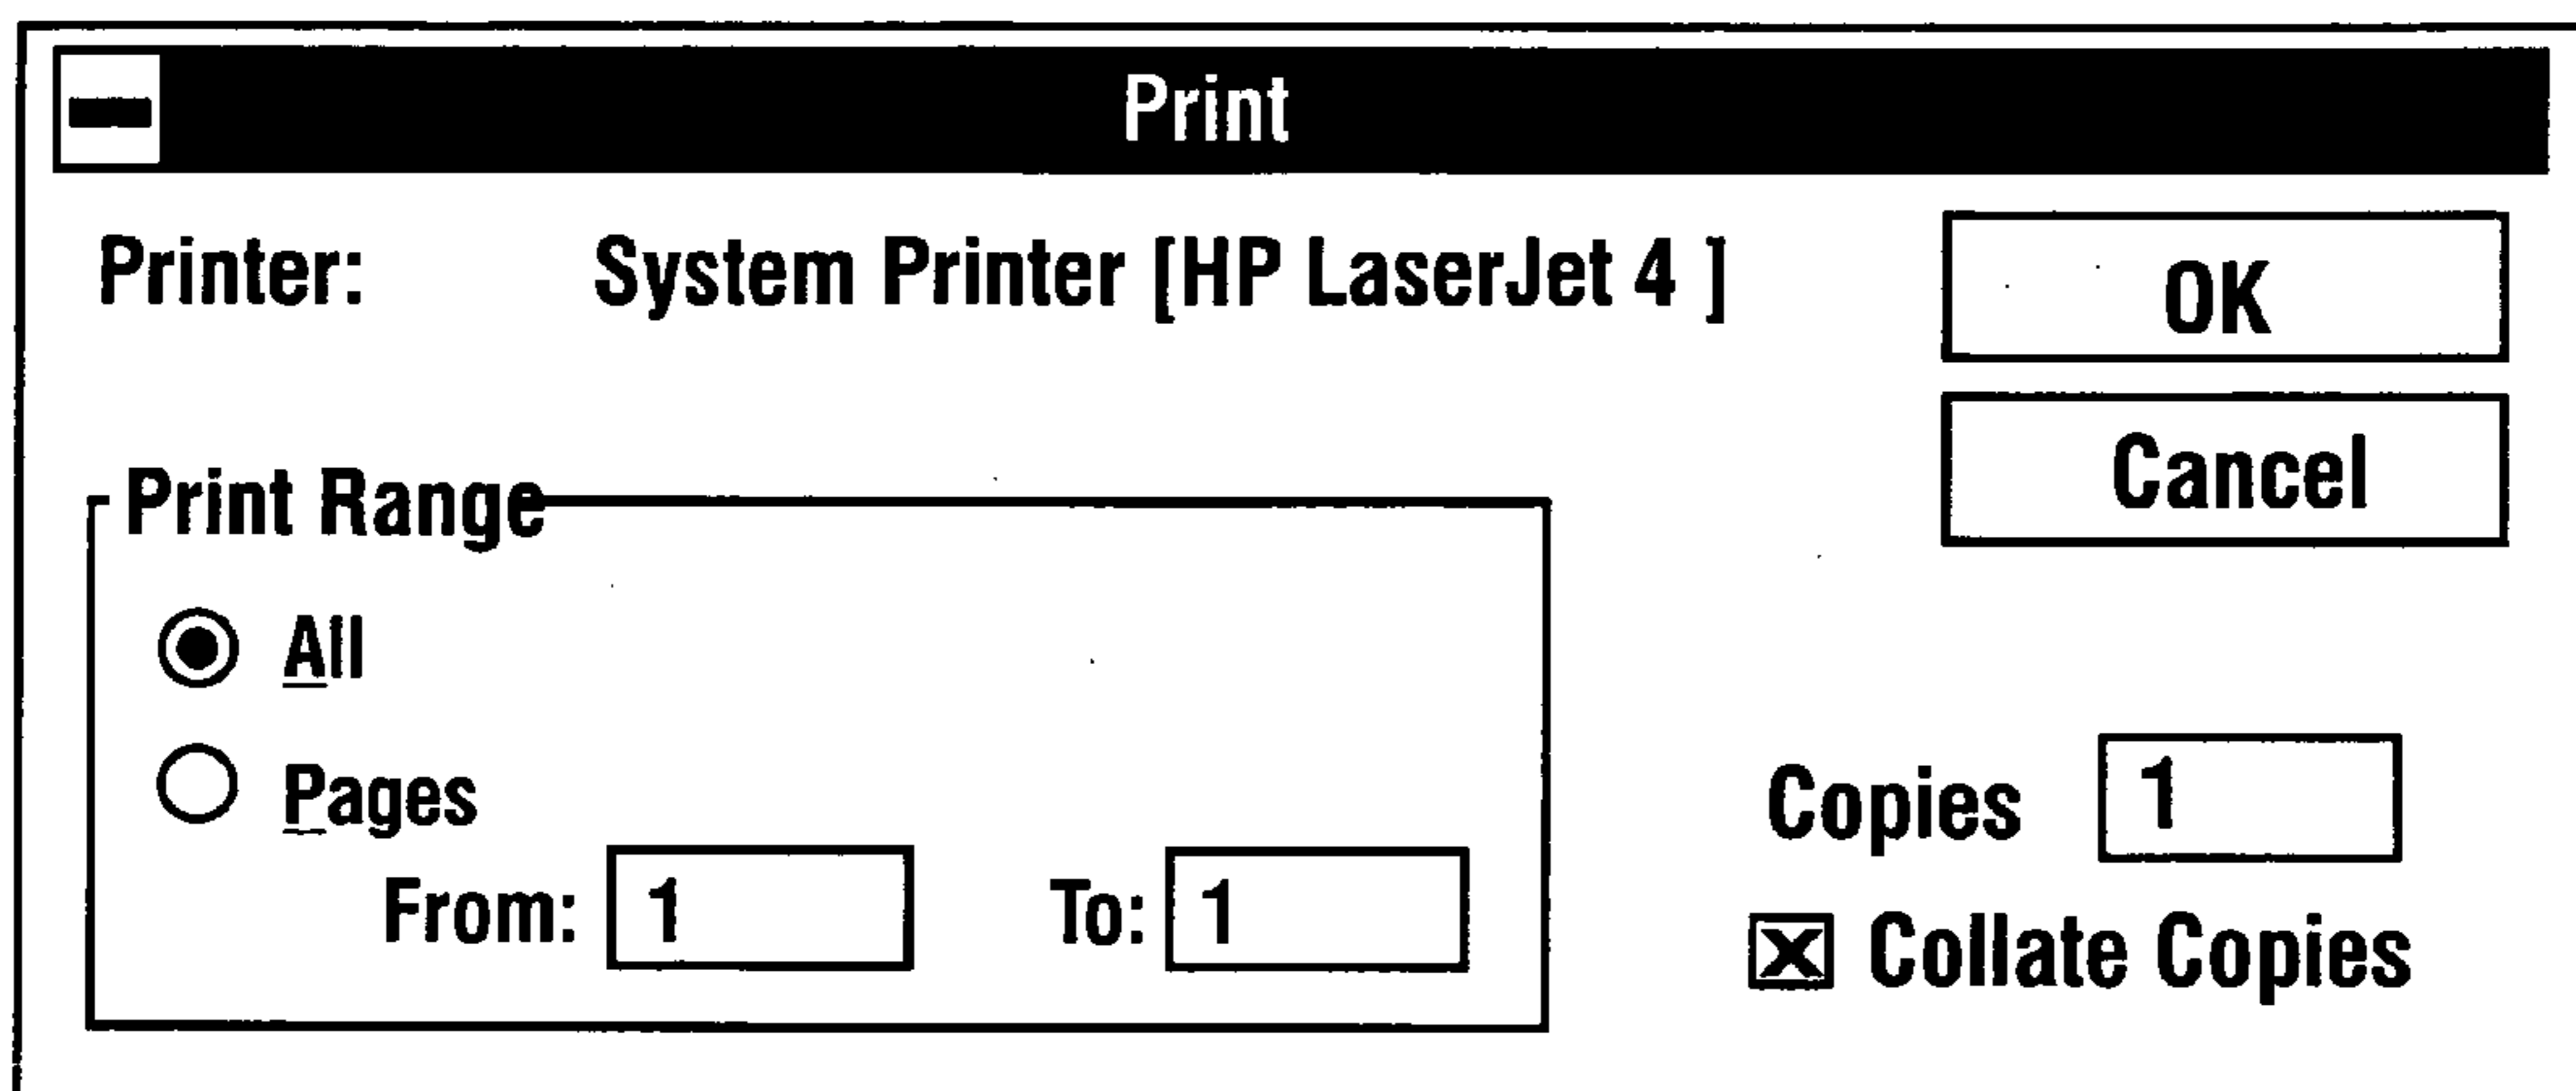 Print
Printer: System Printer [HP LaserJet 4 ]
OK
Cancel
Print Range
All
Pages
From: 1 To: 1
Copies 1
Collate Copies